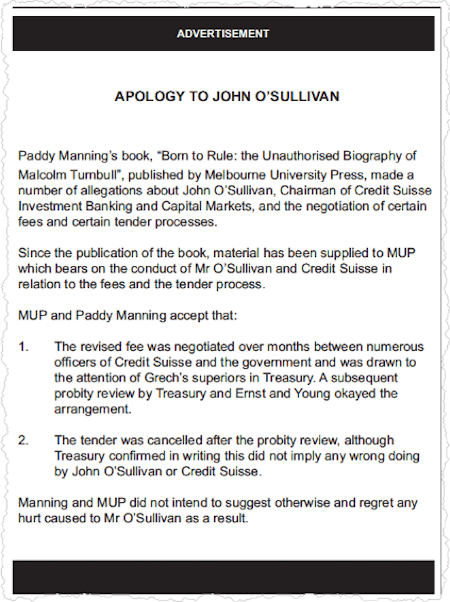 ADVERTISEMENT
APOLOGY TO JOHN O'SULLIVAN
Paddy Manning's book, “Born to Rule: the Unauthorised Biography of
Malcolm Turnbull”, published by Melbourne University Press, made a
number of allegations about John O'Sullivan, Chairman of Credit Suisse
Investment Banking and Capital Markets, and the negotiation of certain
fees and certain tender processes.
Since the publication of the book, material has been supplied to MUP
which bears on the conduct of Mr O'Sullivan and Credit Suisse in
relation to the fees and the tender process.
MUP and Paddy Manning accept that:
1. The revised fee was negotiated over months between numerous
officers of Credit Suisse and the government and was drawn to
the attention of Grech's superiors in Treasury. A subsequent
probity review by Treasury and Ernst and Young okayed the
arrangement.
2. The tender was cancelled after the probity review, although
Treasury confirmed in writing this did not imply any wrong doing
by John O'Sullivan or Credit Suisse.
Manning and MUP did not intend to suggest otherwise and regret any
hurt caused to Mr O'Sullivan as a result.